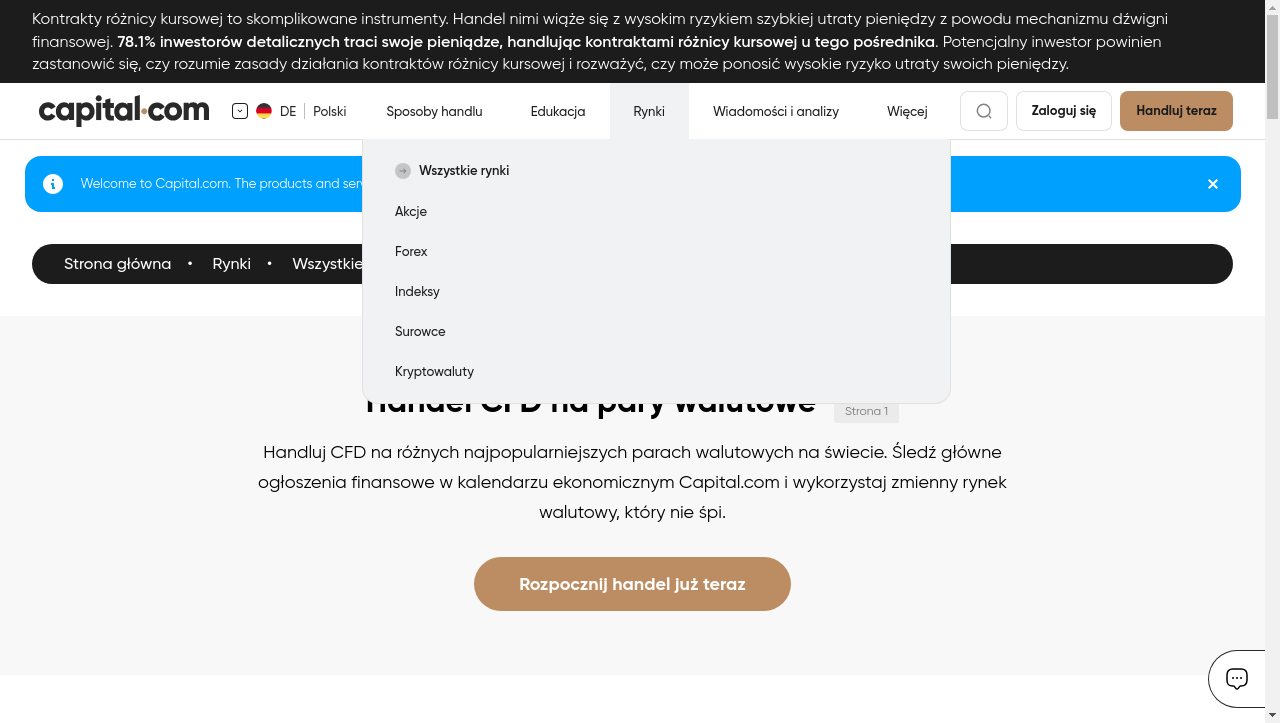 Kontrakty różnicy kursowej to skomplikowane instrumenty. Handel nimi wiąże się z wysokim ryzykiem szybkiej utraty pieniędzy z powodu mechanizmu dźwigni
finansowej. 78.1% inwestorów detalicznych traci swoje pieniądze, handlując kontraktami różnicy kursowej u tego pośrednika. Potencjalny inwestor powinien
zastanowić się, czy rozumie zasady działania kontraktów różnicy kursowej i rozważyć, czy może ponosić wysokie ryzyko utraty swoich pieniędzy.
capital.com DE Polski Sposoby handlu Edukacja Rynki Wiadomości i analizy Więcej Zaloguj się Handluj teraz
Wszystkie rynki
Welcome to Capital.com. The products and
Akcje
Forex
Strona główna • Rynki • Wszystkie
Indeksy
Surowce
Kryptowaluty
Handel CFD na pary walutowe Strona 1
Handluj CFD na różnych najpopularniejszych parach walutowych na świecie. Śledź główne
ogłoszenia finansowe w kalendarzu ekonomicznym Capital.com i wykorzystaj zmienny rynek
walutowy, który nie śpi.
Rozpocznij handel już teraz